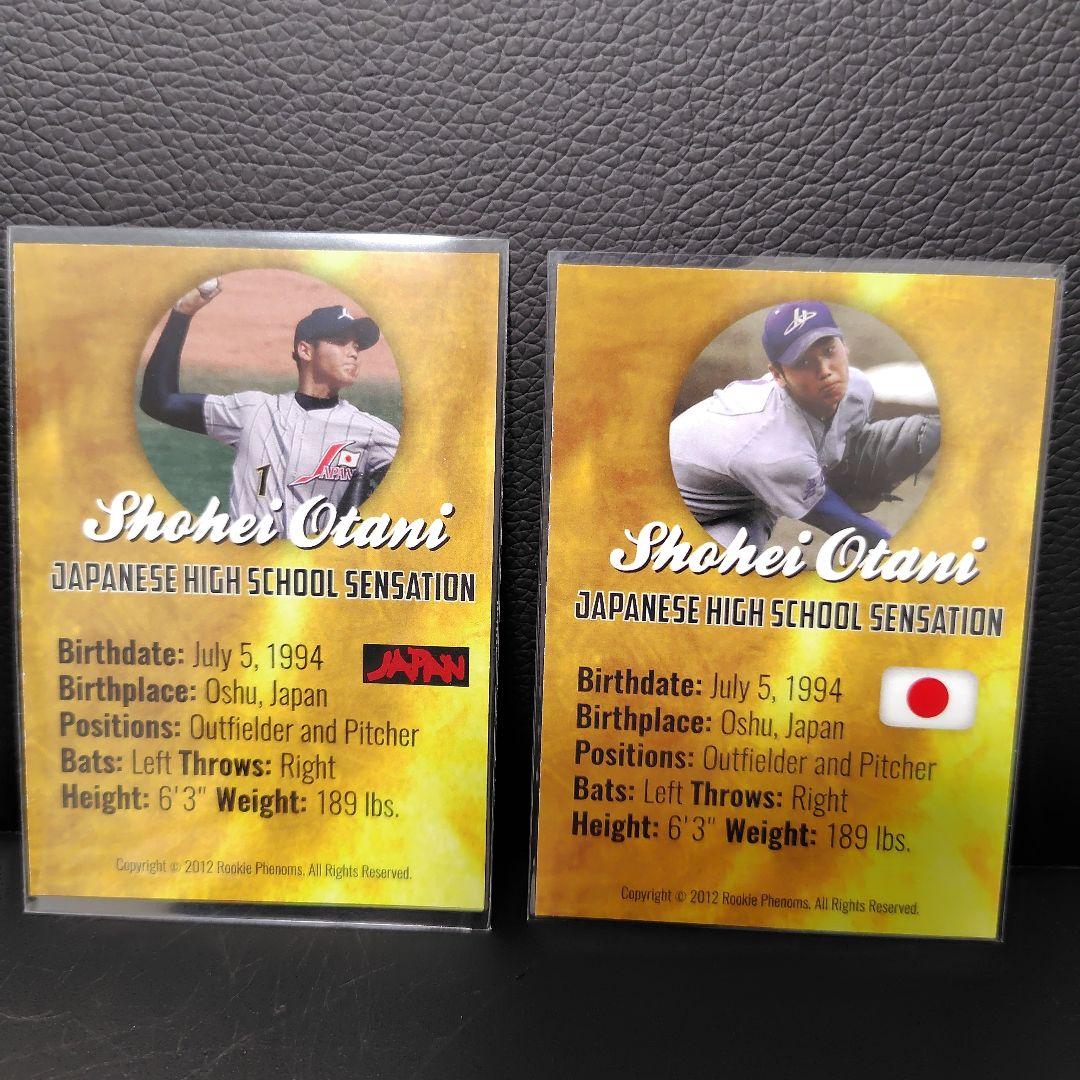 1
JAPAN
Shohei Otani
JAPANESE HIGH SCHOOL SENSATION
Birthdate: July 5, 1994
JAPAN
Birthplace: Oshu, Japan
Positions: Outfielder and Pitcher
Bats: Left Throws: Right
Height: 6'3" Weight: 189 lbs.
Copyright © 2012 Rookie Phenoms. All Rights Reserved.
Shohei Otani
JAPANESE HIGH SCHOOL SENSATION
Birthdate: July 5, 1994
Birthplace: Oshu, Japan
Positions: Outfielder and Pitcher
Bats: Left Throws: Right
Height: 6'3" Weight: 189 lbs.
Copyright © 2012 Rookie Phenoms. All Rights Reserved.